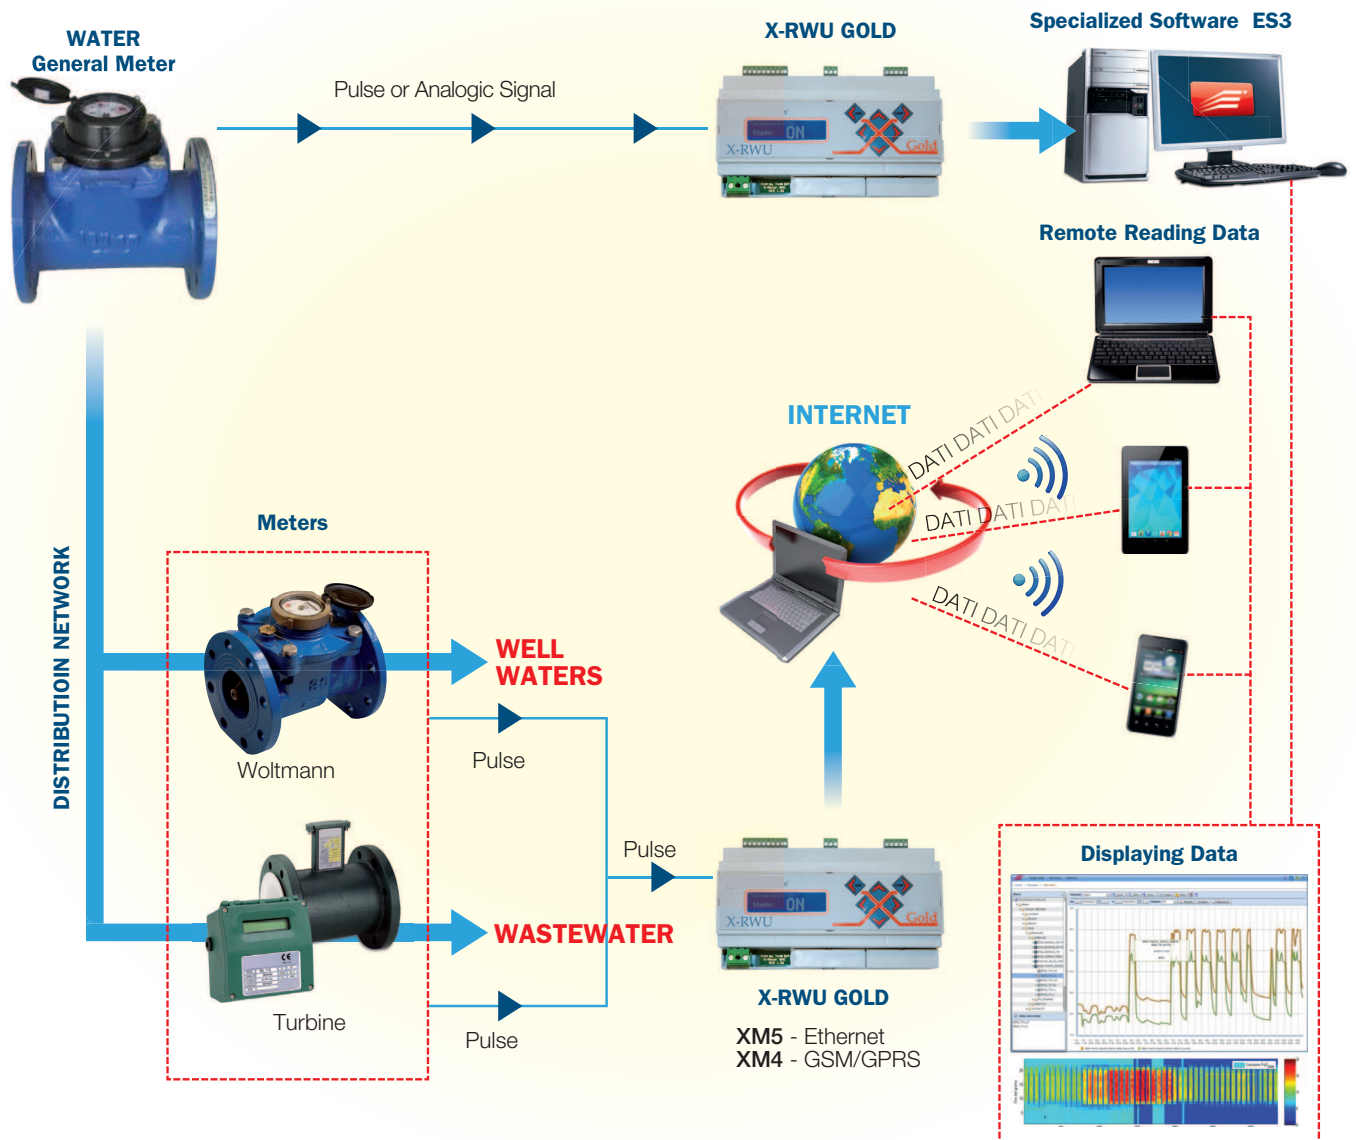 WATER
General Meter
Pulse or Analogic Signal
X-RWU GOLD
ON
X-RWU
Gold
Specialized Software ES3
Remote Reading Data
INTERNET
DATI DATI DATI
DATI DATI DATI
DATI DATI DATI
Meters
DISTRIBUTIOIN NETWORK
WELL
WATERS
Pulse
Woltmann
Pulse
WASTEWATER
Turbine
Pulse
ON
X-RWU
Gold
X-RWU GOLD
XM5 - Ethernet
XM4 - GSM/GPRS
Displaying Data